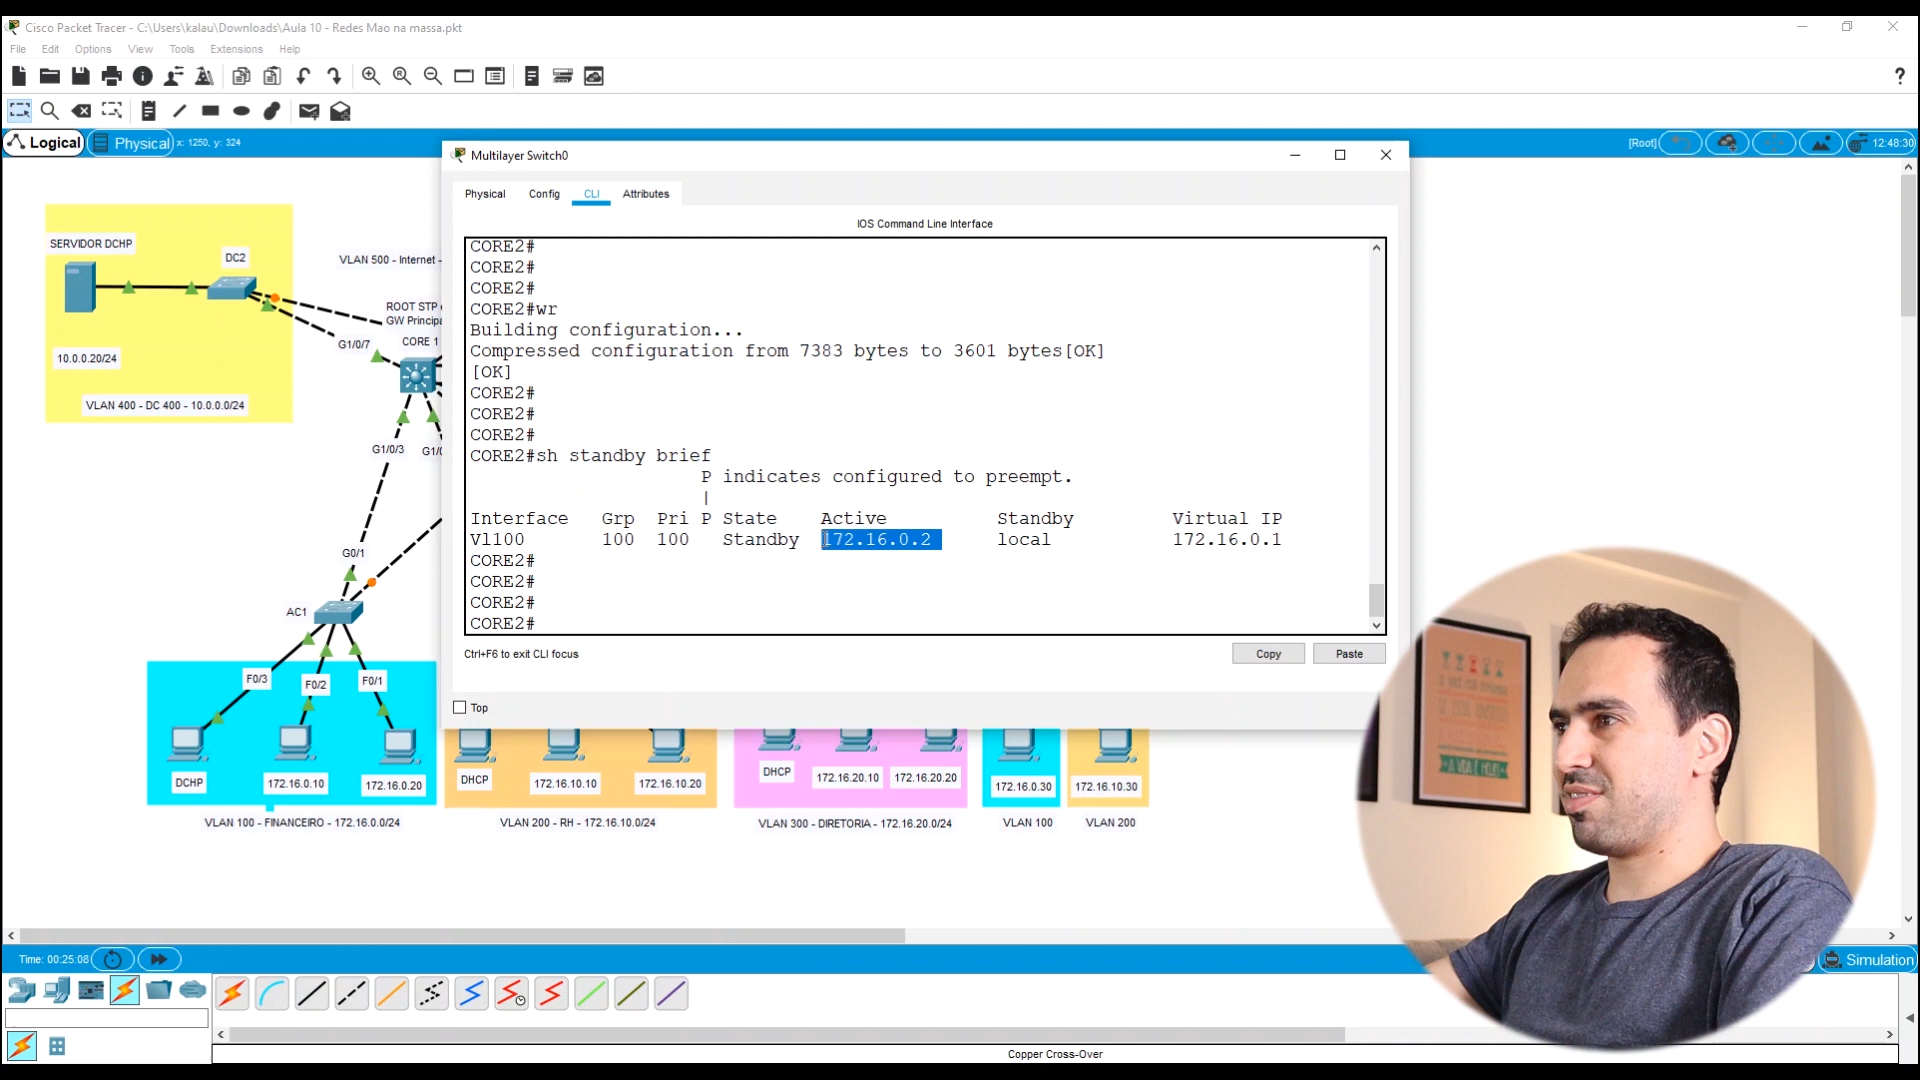 Cisco Packet Tracer - C:\Users\kalau\Downloads\Aula 10 - Redes Mao na massa.pkt
File Edit Options View Tools Extensions Help
?
Logical Physical x: 1250, y: 324
[Root] 12:48:30
Multilayer Switch0
Physical Config CLI Attributes
IOS Command Line Interface
CORE2#
CORE2#
CORE2#
CORE2#wr
Building configuration...
Compressed configuration from 7383 bytes to 3601 bytes[OK]
[OK]
CORE2#
CORE2#
CORE2#
CORE2#sh standby brief
P indicates configured to preempt.
|
Interface Grp Pri P State Active Standby Virtual IP
Vl100 100 100 Standby 172.16.0.2 local 172.16.0.1
CORE2#
CORE2#
CORE2#
CORE2#
Ctrl+F6 to exit CLI focus
Copy Paste
Top
SERVIDOR DCHP
DC2
10.0.0.20/24
VLAN 400 - DC 400 - 10.0.0.0/24
VLAN 500 - Internet -
ROOT STP
GW Principa
CORE 1
G1/0/7
G1/0/3
G1/0
G0/1
AC1
F0/3 F0/2 F0/1
DCHP 172.16.0.10 172.16.0.20
VLAN 100 - FINANCEIRO - 172.16.0.0/24
DHCP 172.16.10.10 172.16.10.20
VLAN 200 - RH - 172.16.10.0/24
DHCP 172.16.20.10 172.16.20.20
VLAN 300 - DIRETORIA - 172.16.20.0/24
172.16.0.30
VLAN 100
172.16.10.30
VLAN 200
A VIDA É HOJE
Time: 00:25:08
Simulation
Copper Cross-Over